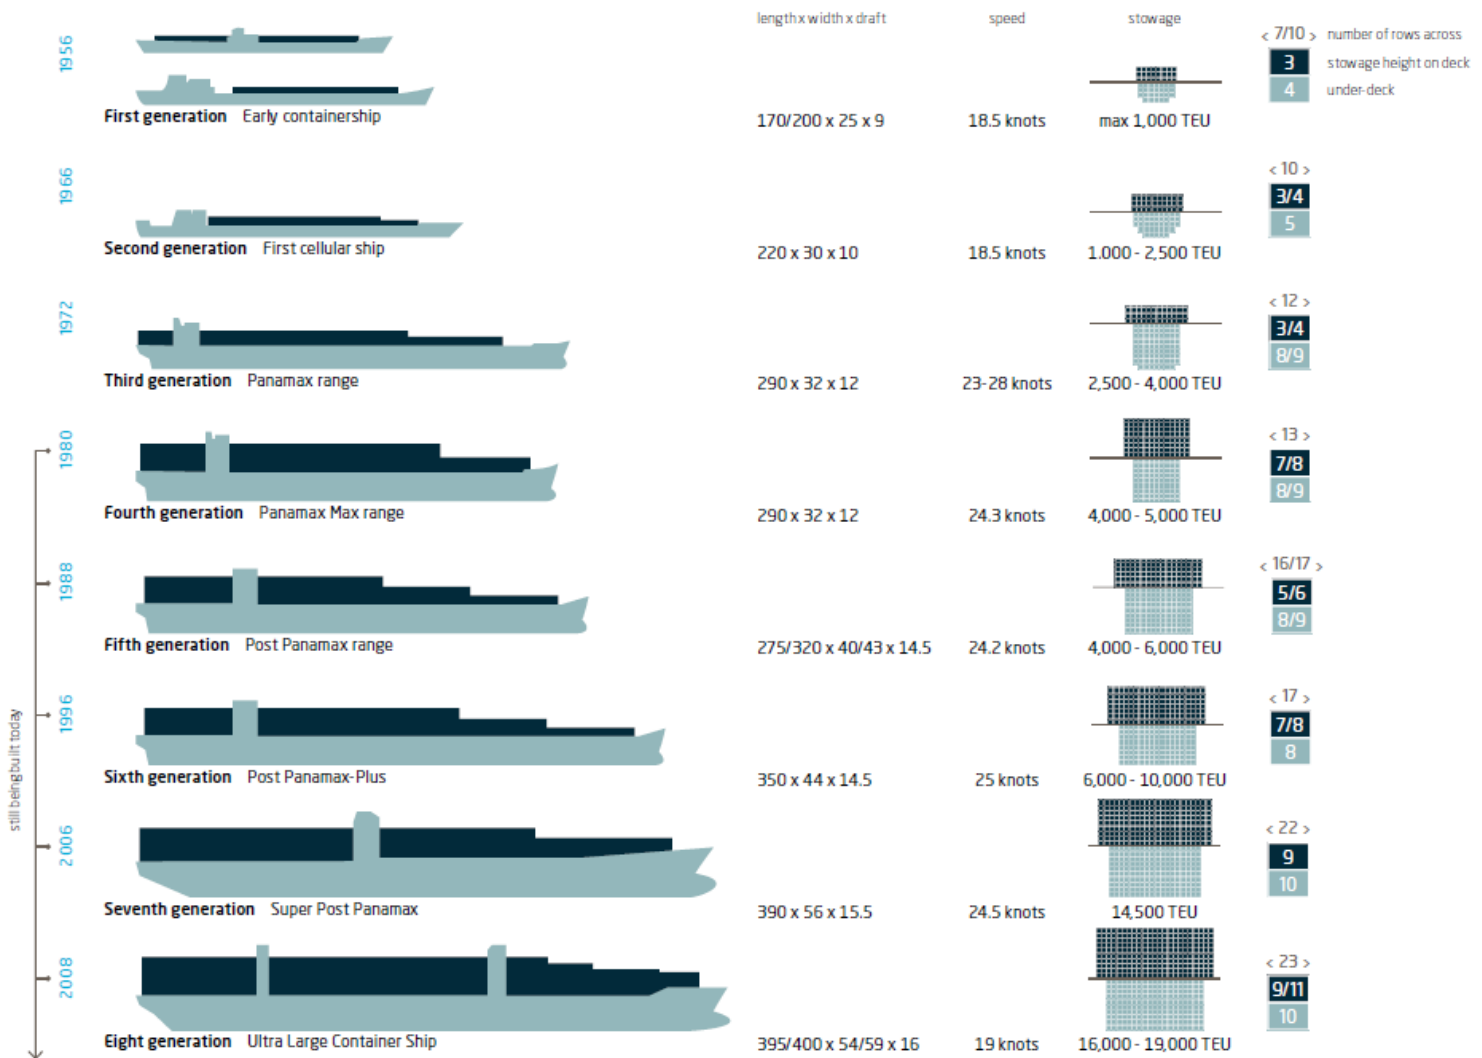 length x width x draft speed stowage
< 7/10 > number of rows across
3 stowage height on deck
4 under-deck
1956
First generation Early containership
170/200 x 25 x 9 18.5 knots max 1,000 TEU
1966
< 10 >
3/4
5
Second generation First cellular ship
220 x 30 x 10 18.5 knots 1.000 - 2,500 TEU
1972
< 12 >
3/4
8/9
Third generation Panamax range
290 x 32 x 12 23-28 knots 2,500 - 4,000 TEU
1980
< 13 >
7/8
8/9
Fourth generation Panamax Max range
290 x 32 x 12 24.3 knots 4,000 - 5,000 TEU
1988
< 16/17 >
5/6
8/9
Fifth generation Post Panamax range
275/320 x 40/43 x 14.5 24.2 knots 4,000 - 6,000 TEU
still beingbuilt today
1996
< 17 >
7/8
8
Sixth generation Post Panamax-Plus
350 x 44 x 14.5 25 knots 6,000 - 10,000 TEU
2006
< 22 >
9
10
Seventh generation Super Post Panamax
390 x 56 x 15.5 24.5 knots 14,500 TEU
2008
< 23 >
9/11
10
Eight generation Ultra Large Container Ship
395/400 x 54/59 x 16 19 knots 16,000 - 19,000 TEU